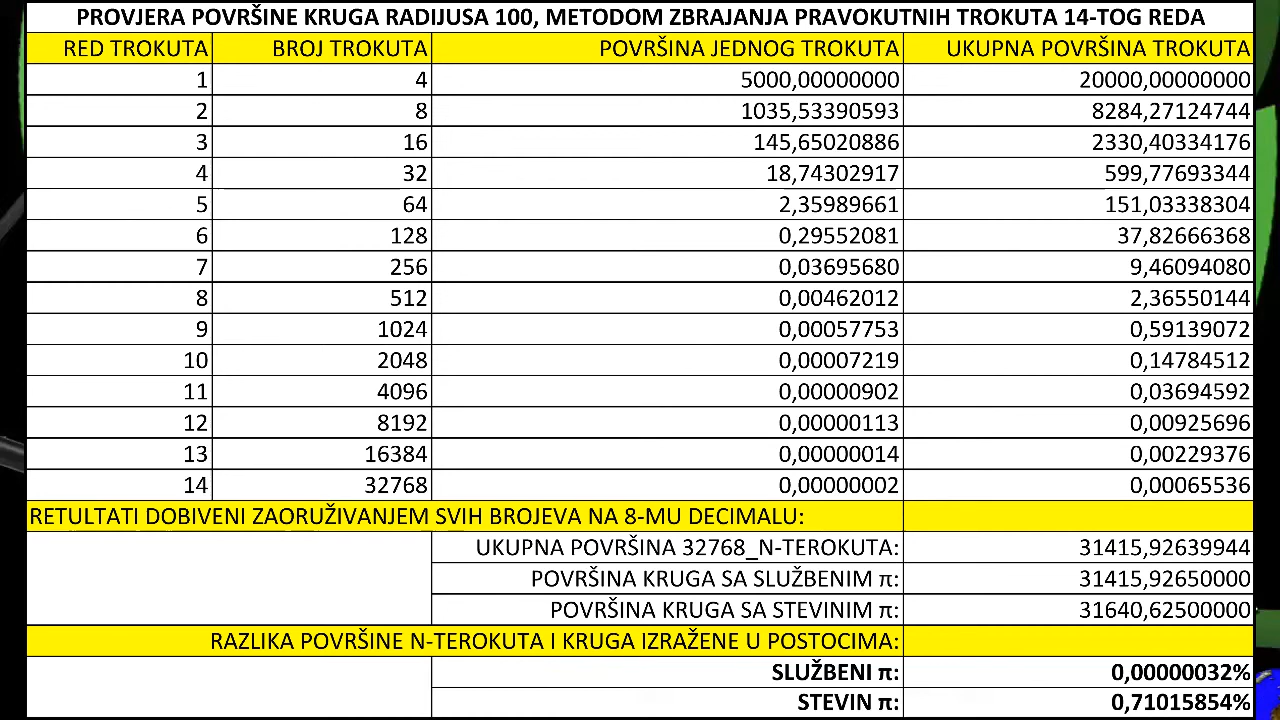 PROVJERA POVRŠINE KRUGA RADIJUSA 100, METODOM ZBRAJANJA PRAVOKUTNIH TROKUTA 14-TOG REDA
RED TROKUTA BROJ TROKUTA POVRŠINA JEDNOG TROKUTA UKUPNA POVRŠINA TROKUTA
1 4 5000,00000000 20000,00000000
2 8 1035,53390593 8284,27124744
3 16 145,65020886 2330,40334176
4 32 18,74302917 599,77693344
5 64 2,35989661 151,03338304
6 128 0,29552081 37,82666368
7 256 0,03695680 9,46094080
8 512 0,00462012 2,36550144
9 1024 0,00057753 0,59139072
10 2048 0,00007219 0,14784512
11 4096 0,00000902 0,03694592
12 8192 0,00000113 0,00925696
13 16384 0,00000014 0,00229376
14 32768 0,00000002 0,00065536
RETULTATI DOBIVENI ZAORUŽIVANJEM SVIH BROJEVA NA 8-MU DECIMALU:
UKUPNA POVRŠINA 32768_N-TEROKUTA: 31415,92639944
POVRŠINA KRUGA SA SLUŽBENIM π: 31415,92650000
POVRŠINA KRUGA SA STEVINIM π: 31640,62500000
RAZLIKA POVRŠINE N-TEROKUTA I KRUGA IZRAŽENE U POSTOCIMA:
SLUŽBENI π: 0,00000032%
STEVIN π: 0,71015854%